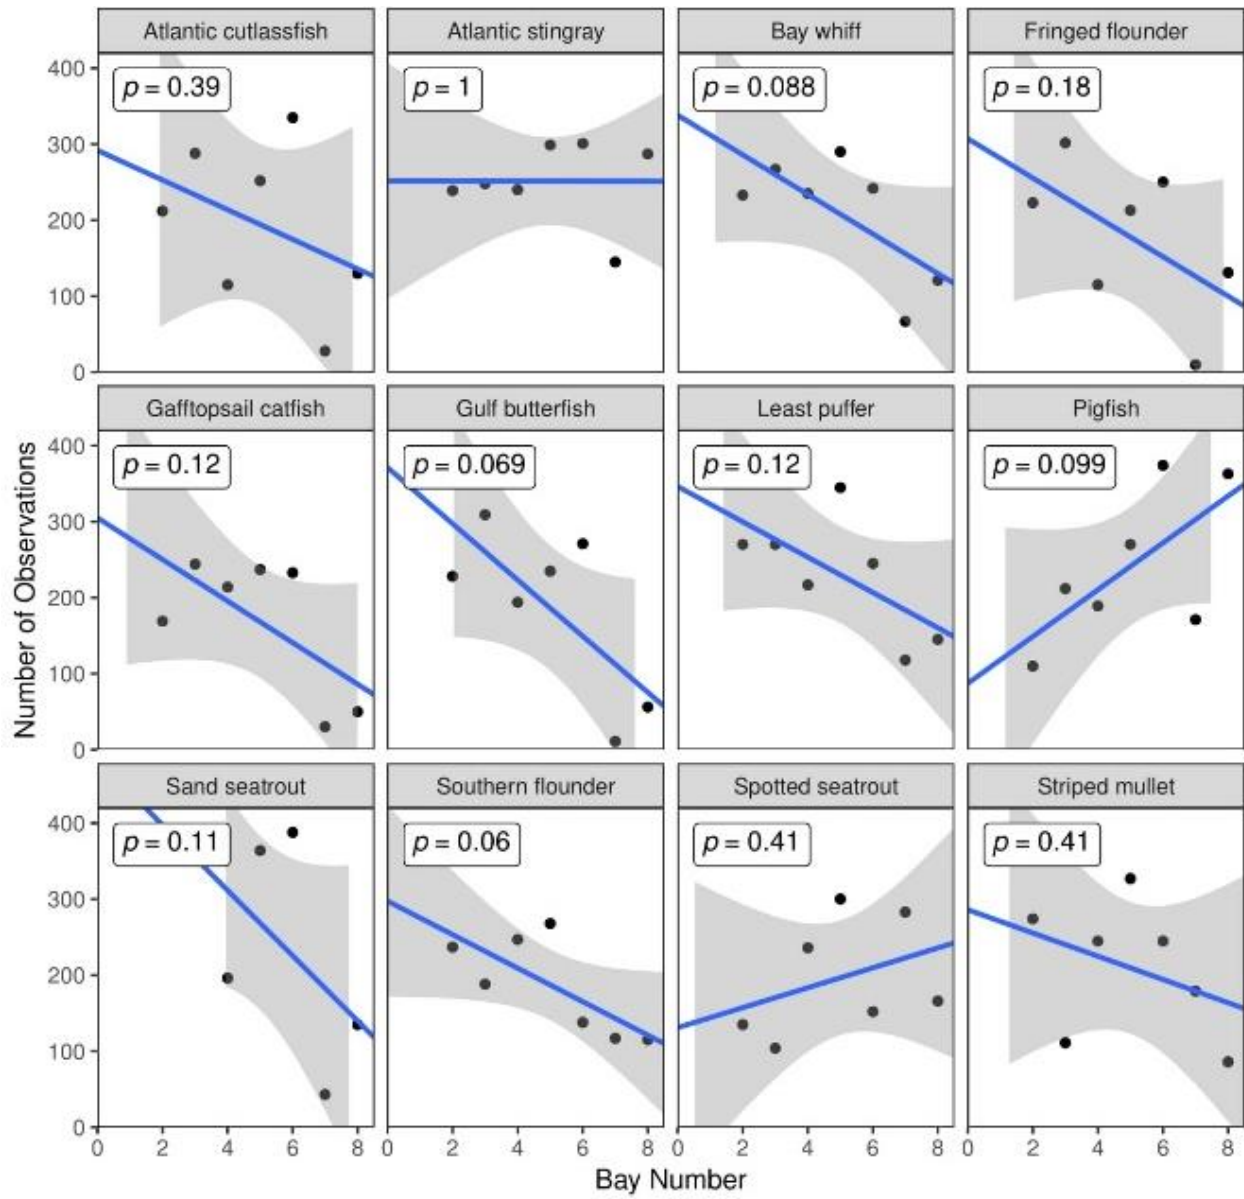 Atlantic cutlassfish Atlantic stingray Bay whiff Fringed flounder
400
p = 0.39 p = 1 p = 0.088 p = 0.18
300
200
100
0
Gafftopsail catfish Gulf butterfish Least puffer Pigfish
400
p = 0.12 p = 0.069 p = 0.12 p = 0.099
300
200
100
0
Number of Observations
Sand seatrout Southern flounder Spotted seatrout Striped mullet
400
p = 0.11 p = 0.06 p = 0.41 p = 0.41
300
200
100
0
0 2 4 6 8 0 2 4 6 8 0 2 4 6 8 0 2 4 6 8
Bay Number